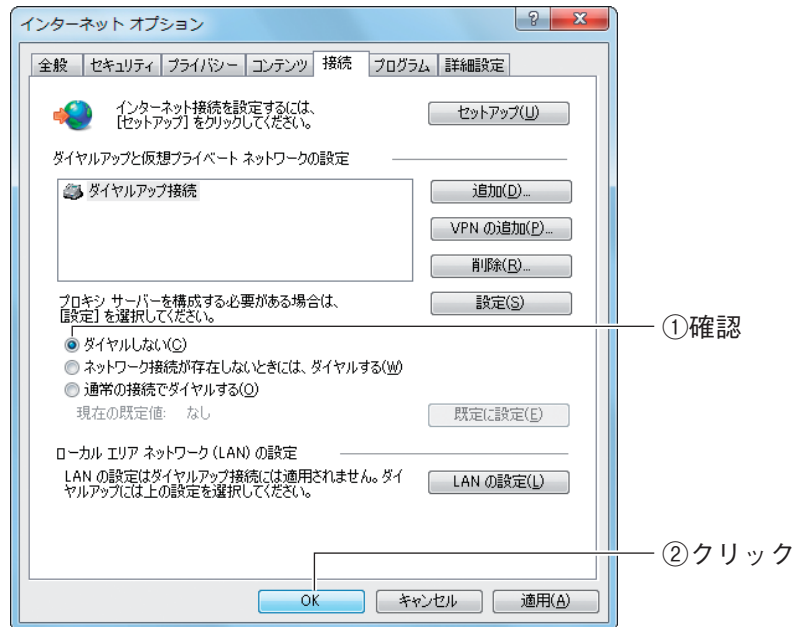 インターネット オプション
全般 セキュリティ プライバシー コンテンツ 接続 プログラム 詳細設定
インターネット接続を設定するには、
[セットアップ] をクリックしてください。
セットアップ(U)
ダイヤルアップと仮想プライベート ネットワークの設定
ダイヤルアップ接続
追加(D)...
VPN の追加(P)...
削除(R)...
プロキシ サーバーを構成する必要がある場合は、
[設定] を選択してください。
設定(S)
①確認
ダイヤルしない(C)
ネットワーク接続が存在しないときには、ダイヤルする(W)
通常の接続でダイヤルする(O)
現在の既定値: なし
既定に設定(E)
ローカル エリア ネットワーク (LAN) の設定
LAN の設定はダイヤルアップ接続には適用されません。ダイ
ヤルアップには上の設定を選択してください。
LAN の設定(L)
②クリック
OK キャンセル 適用(A)